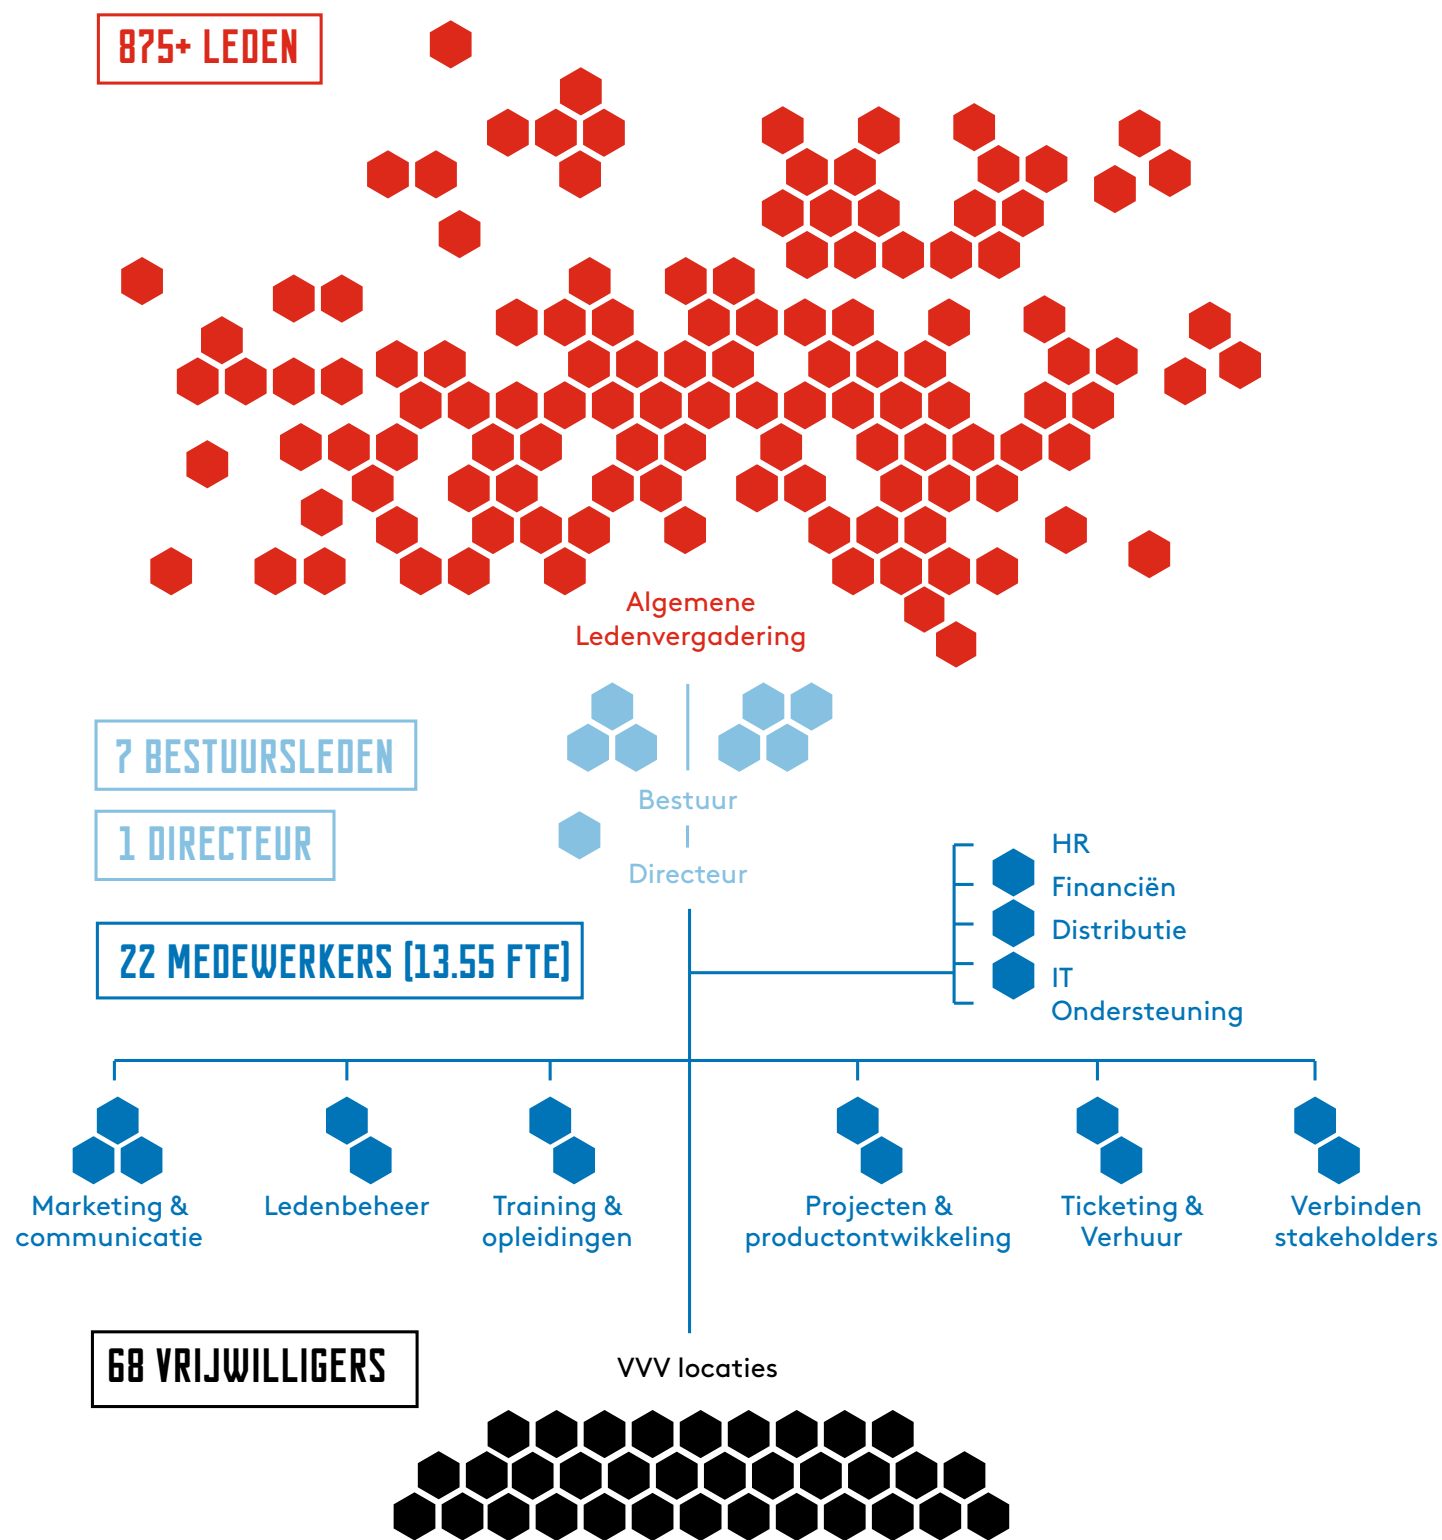 875+ LEDEN
Algemene
Ledenvergadering
7 BESTUURSLEDEN
Bestuur
1 DIRECTEUR
Directeur
HR
Financiën
Distributie
IT
Ondersteuning
22 MEDEWERKERS (13.55 FTE)
Marketing &
communicatie
Ledenbeheer
Training &
opleidingen
Projecten &
productontwikkeling
Ticketing &
Verhuur
Verbinden
stakeholders
68 VRIJWILLIGERS
VVV locaties